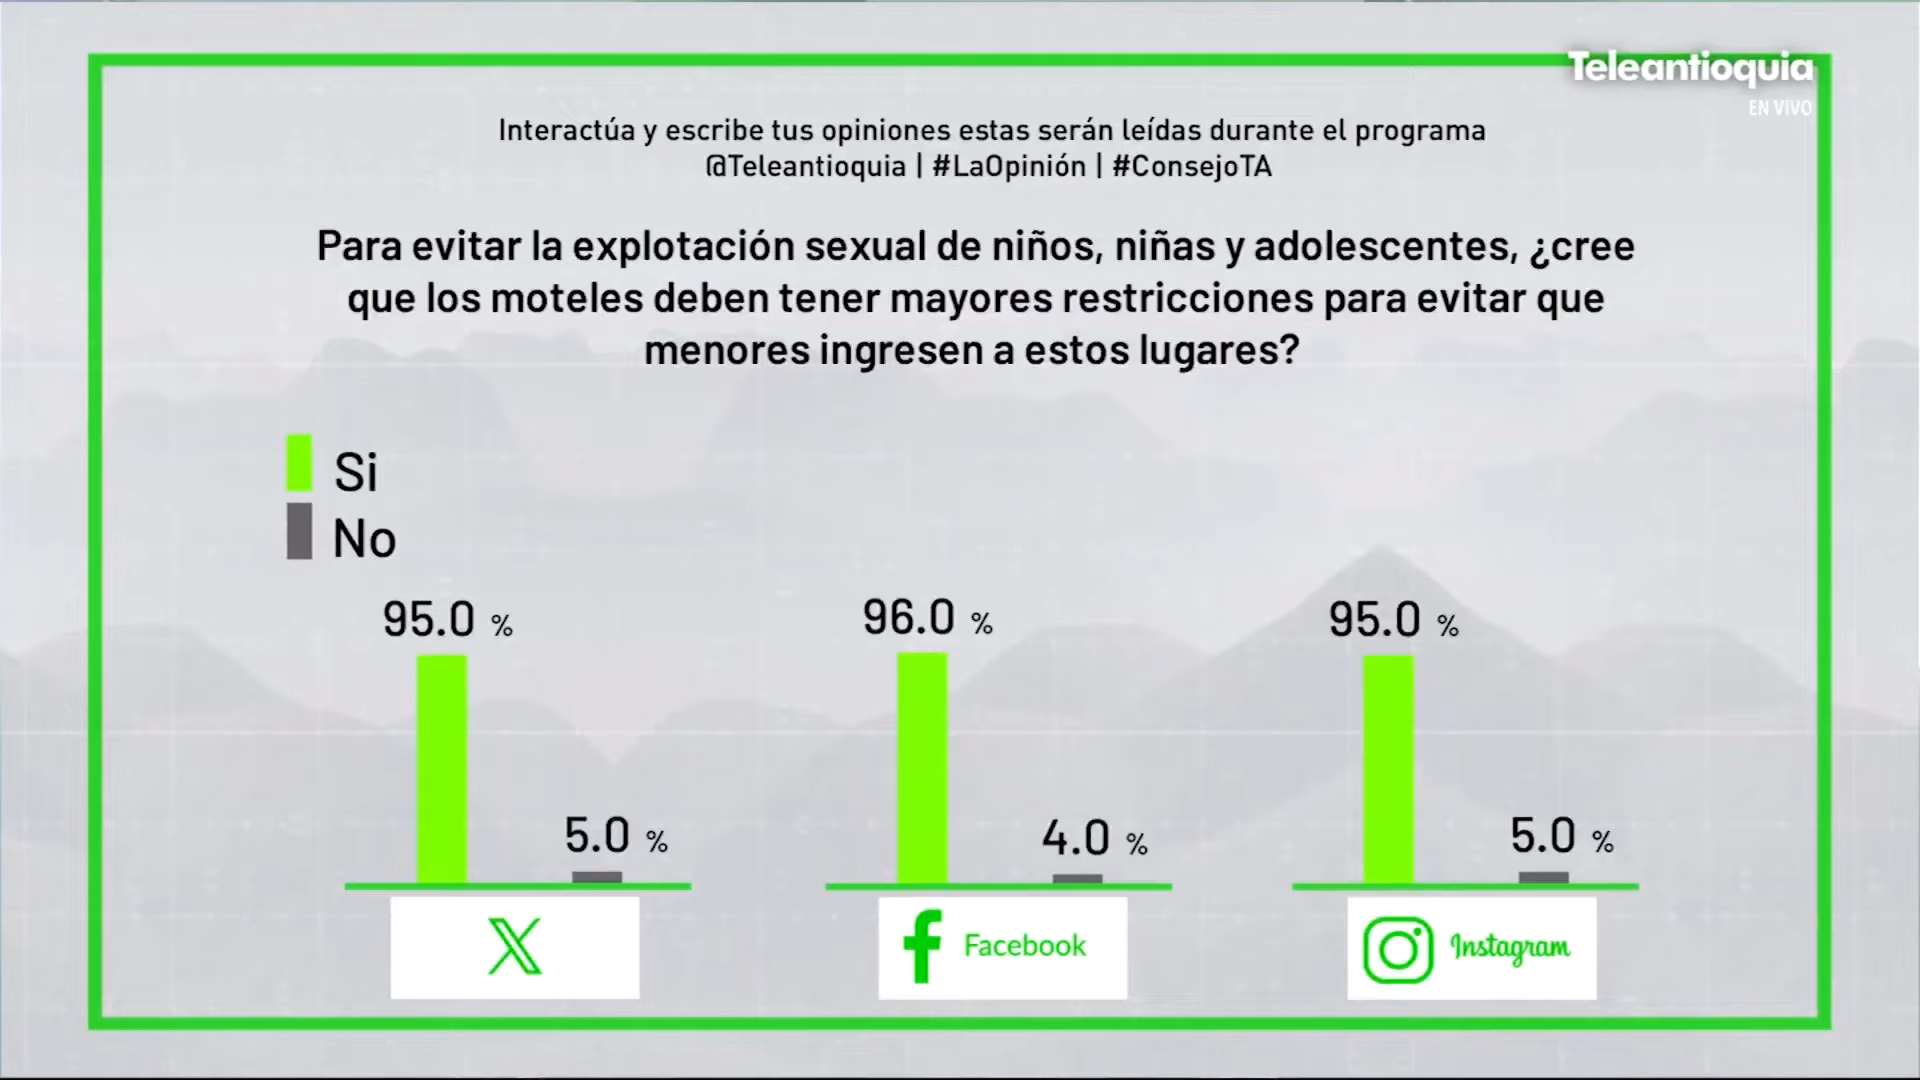 Teleantioquia
EN VIVO
Interactúa y escribe tus opiniones estas serán leídas durante el programa
@Teleantioquia | #LaOpinión | #ConsejoTA
Para evitar la explotación sexual de niños, niñas y adolescentes, ¿cree
que los moteles deben tener mayores restricciones para evitar que
menores ingresen a estos lugares?
Si
No
95.0 %
5.0 %
96.0 %
4.0 %
95.0 %
5.0 %
X
Facebook
Instagram